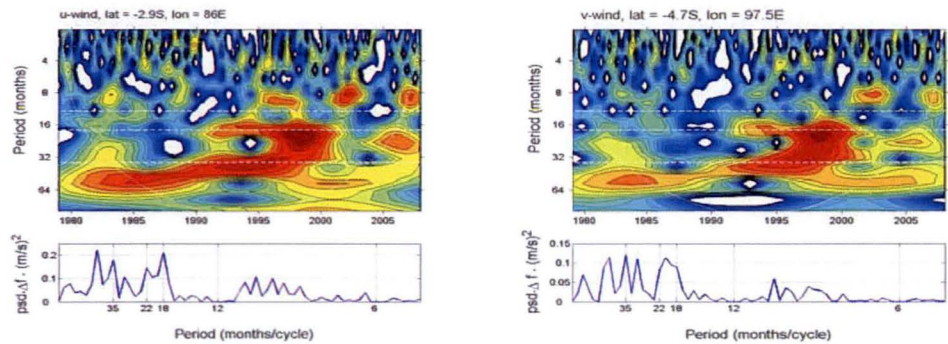 u-wind, lat = -2.9S, lon = 86E
Period (months)
4
8
16
32
64
1980 1985 1990 1995 2000 2005
psd·Δf · (m/s)²
0.2
0.1
0
35 22 18 12 6
Period (months/cycle)
v-wind, lat = -4.7S, lon = 97.5E
Period (months)
4
8
16
32
64
1980 1985 1990 1995 2000 2005
psd·Δf · (m/s)²
0.15
0.1
0.05
0
35 22 18 12 6
Period (months/cycle)